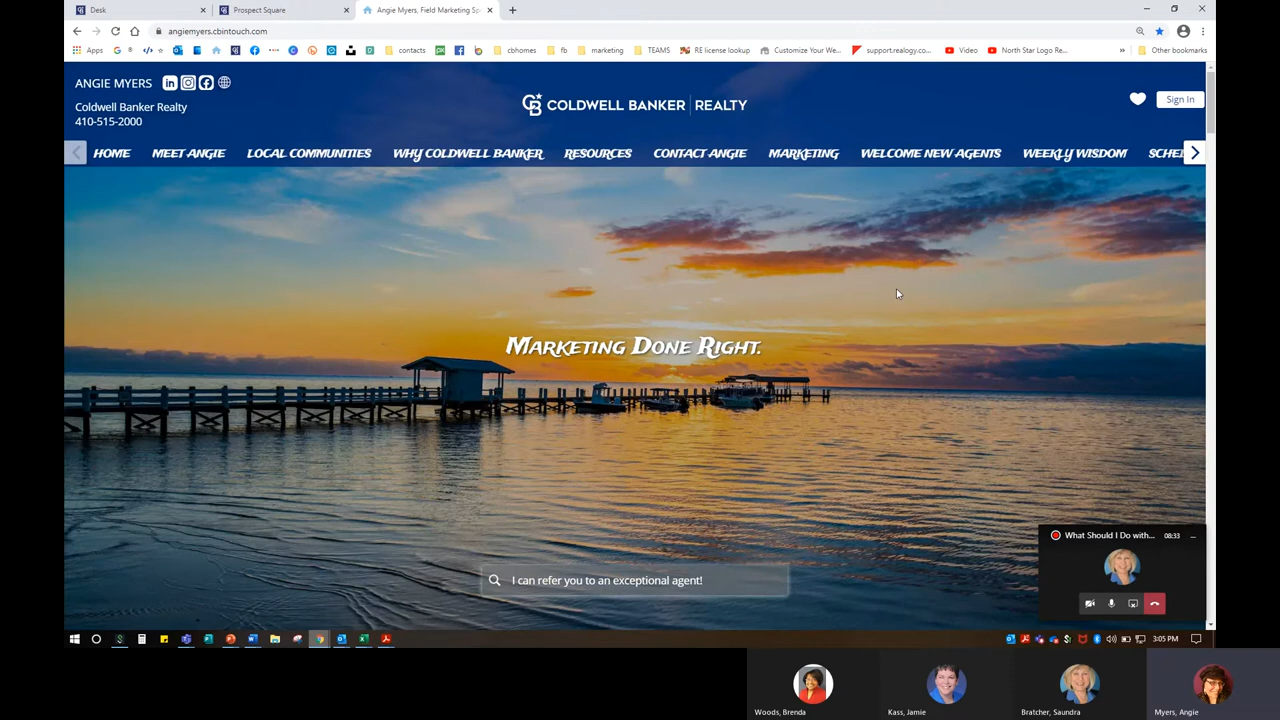 Desk
Prospect Square
Angie Myers, Field Marketing Sp
angiemyers.cbintouch.com
Apps
contacts
cbhomes
fb
marketing
TEAMS
RE license lookup
Customize Your We...
support.realogy.co...
Video
North Star Logo Re...
Other bookmarks
ANGIE MYERS
Coldwell Banker Realty
410-515-2000
CB COLDWELL BANKER REALTY
Sign In
HOME
MEET ANGIE
LOCAL COMMUNITIES
WHY COLDWELL BANKER
RESOURCES
CONTACT ANGIE
MARKETING
WELCOME NEW AGENTS
WEEKLY WISDOM
SCHE
MARKETING DONE RIGHT.
I can refer you to an exceptional agent!
What Should I Do with...
08:33
3:05 PM
Woods, Brenda
Kass, Jamie
Bratcher, Saundra
Myers, Angie